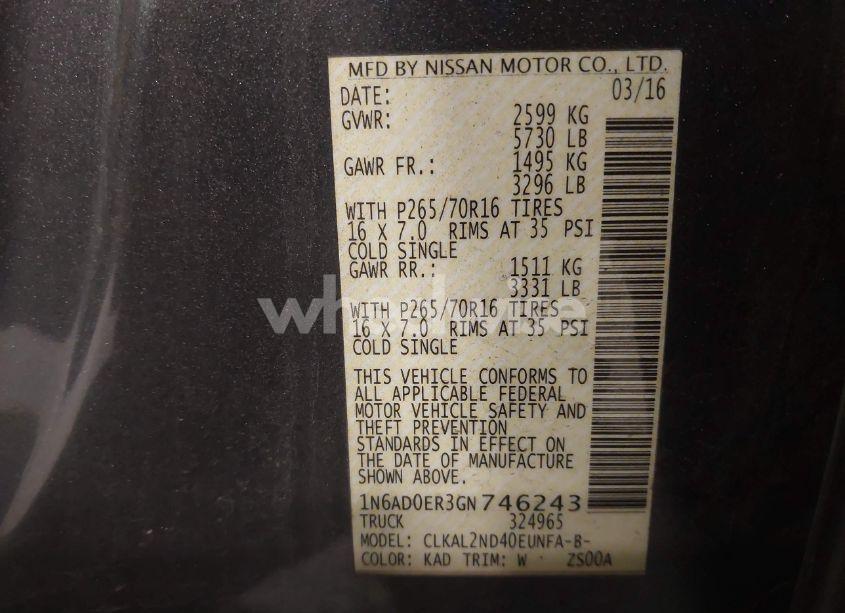 MFD BY NISSAN MOTOR CO., LTD.
DATE: 03/16
GVWR: 2599 KG
5730 LB
GAWR FR.: 1495 KG
3296 LB
WITH P265/70R16 TIRES
16 X 7.0 RIMS AT 35 PSI
COLD SINGLE
GAWR RR.: 1511 KG
3331 LB
WITH P265/70R16 TIRES
16 X 7.0 RIMS AT 35 PSI
COLD SINGLE
THIS VEHICLE CONFORMS TO
ALL APPLICABLE FEDERAL
MOTOR VEHICLE SAFETY AND
THEFT PREVENTION
STANDARDS IN EFFECT ON
THE DATE OF MANUFACTURE
SHOWN ABOVE.
1N6AD0ER3GN746243
TRUCK 324965
MODEL: CLKAL2ND40EUNFA-B-
COLOR: KAD TRIM: W ZS00A